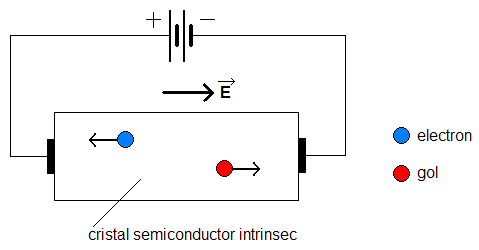 + −
E
electron
gol
cristal semiconductor intrinsec